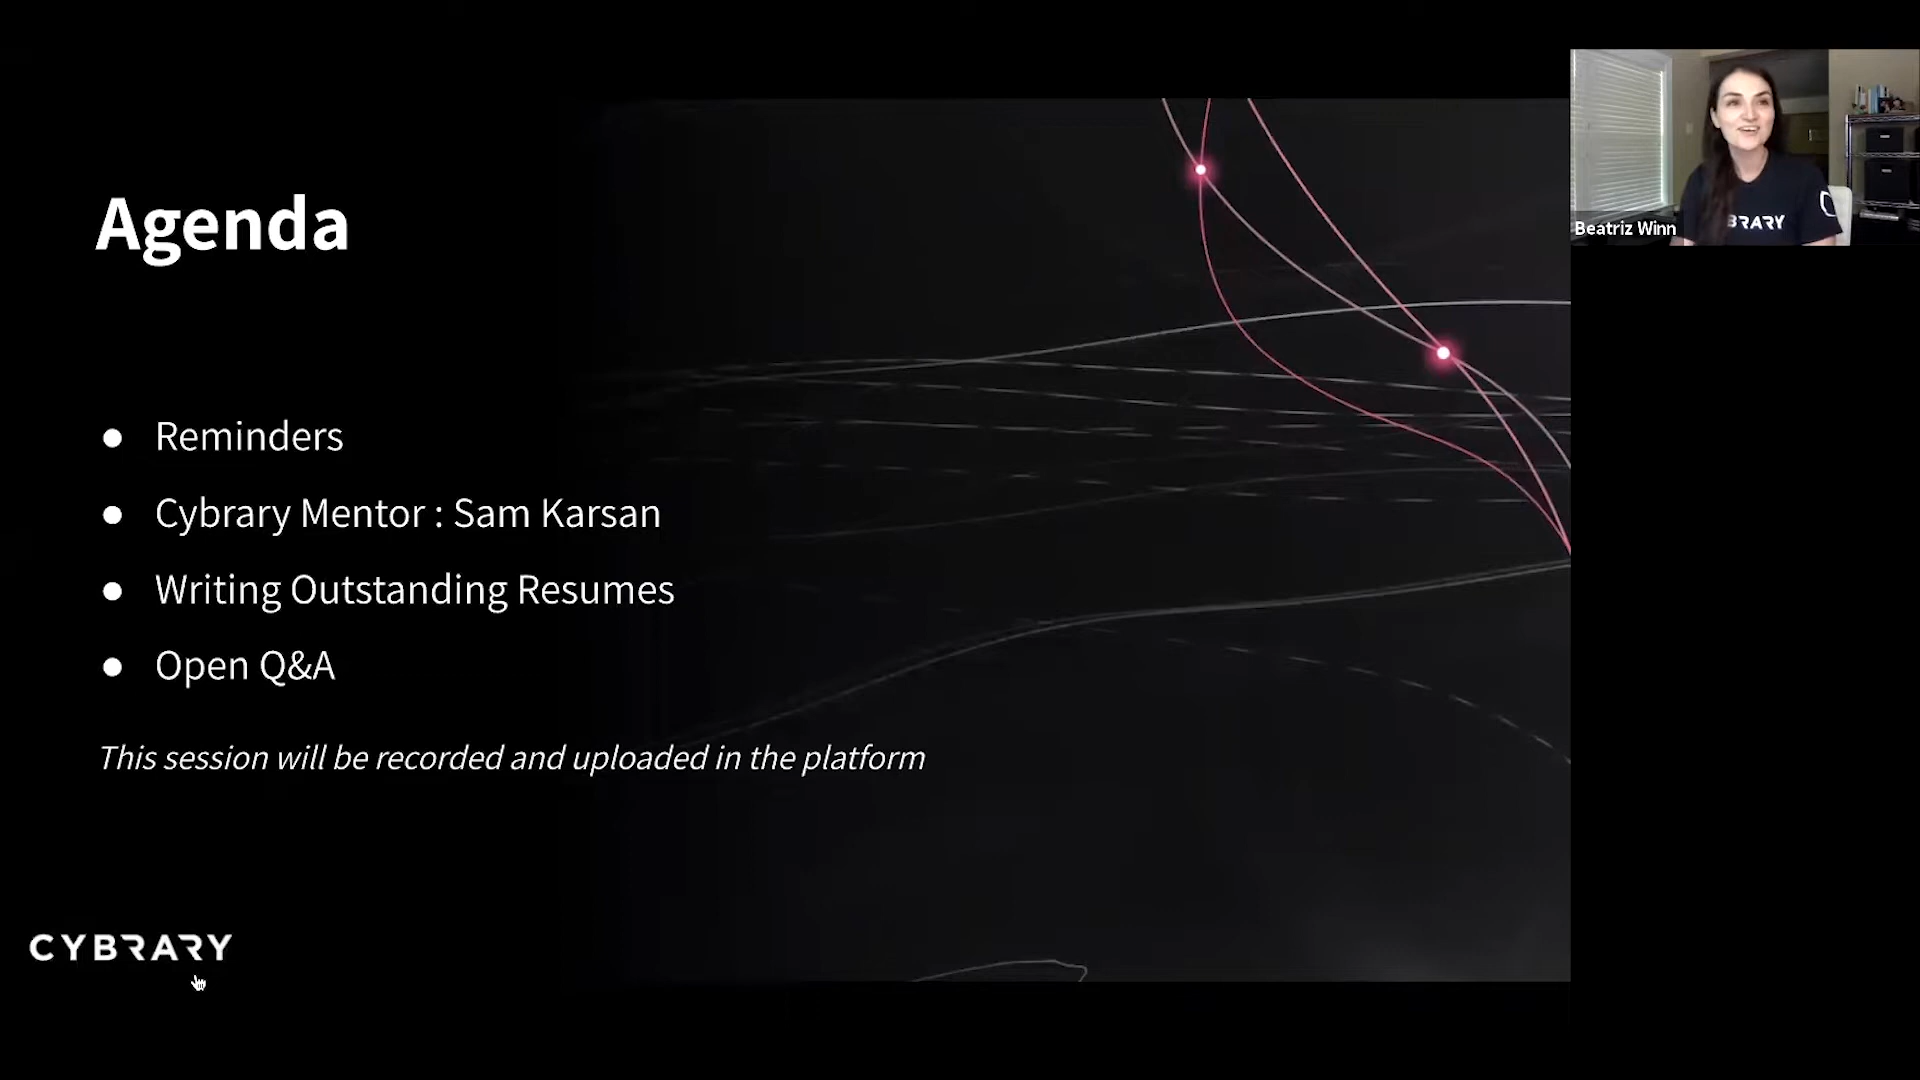 Agenda
● Reminders
● Cybrary Mentor : Sam Karsan
● Writing Outstanding Resumes
● Open Q&A
This session will be recorded and uploaded in the platform
CYBRARY
Beatriz Winn
BRARY